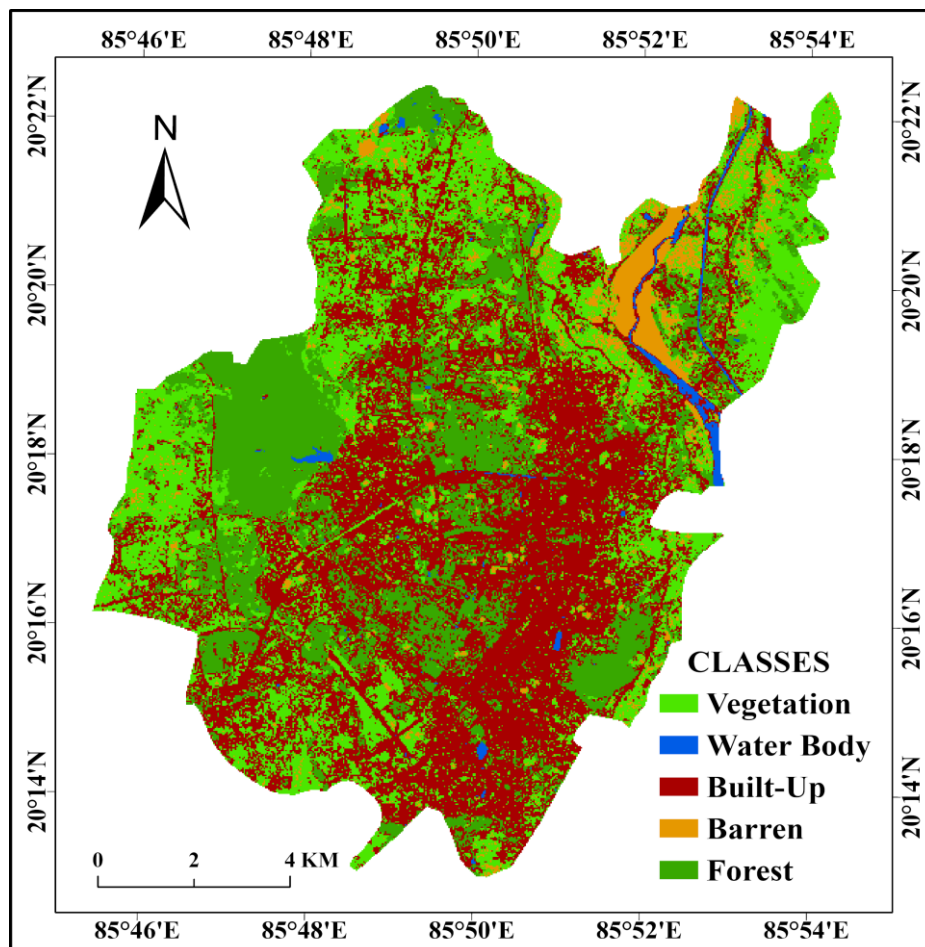 85°46'E 85°48'E 85°50'E 85°52'E 85°54'E
20°22'N 20°22'N
N
20°20'N 20°20'N
20°18'N 20°18'N
20°16'N 20°16'N
CLASSES
Vegetation
Water Body
Built-Up
Barren
Forest
20°14'N 20°14'N
0 2 4 KM
85°46'E 85°48'E 85°50'E 85°52'E 85°54'E